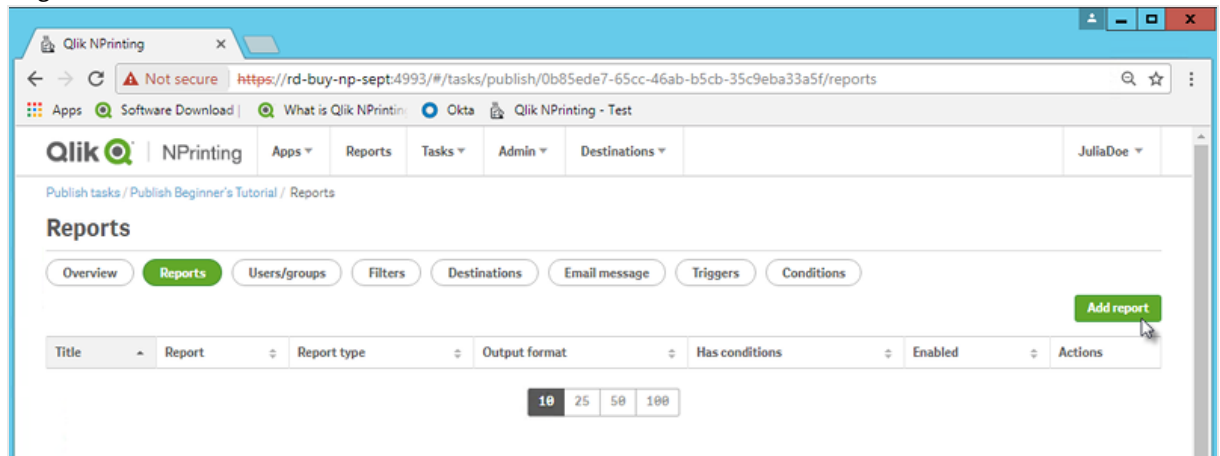 Qlik NPrinting
Not secure https://rd-buy-np-sept:4993/#/tasks/publish/0b85ede7-65cc-46ab-b5cb-35c9eba33a5f/reports
Apps Software Download | What is Qlik NPrinting Okta Qlik NPrinting - Test
Qlik NPrinting Apps Reports Tasks Admin Destinations JuliaDoe
Publish tasks / Publish Beginner's Tutorial / Reports
Reports
Overview Reports Users/groups Filters Destinations Email message Triggers Conditions
Add report
Title Report Report type Output format Has conditions Enabled Actions
10 25 50 100